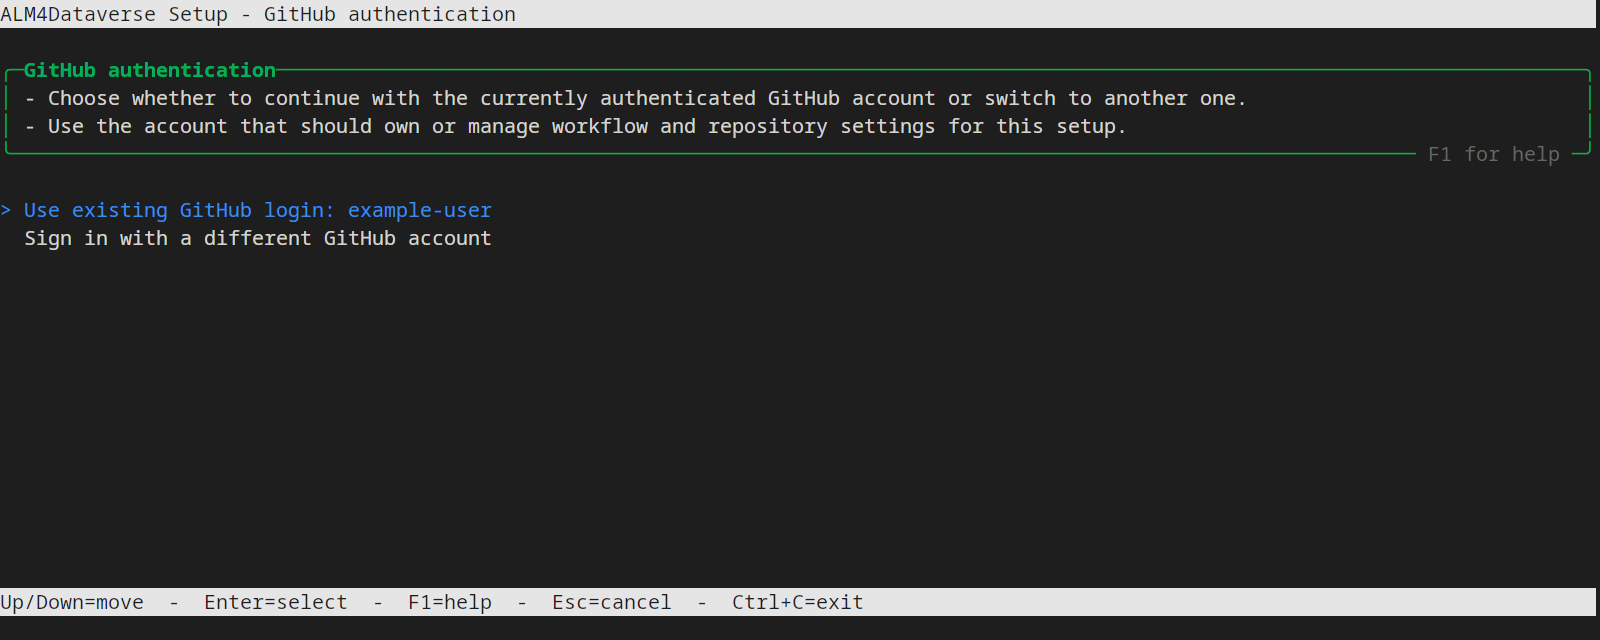 ALM4Dataverse Setup - GitHub authentication
GitHub authentication
- Choose whether to continue with the currently authenticated GitHub account or switch to another one.
- Use the account that should own or manage workflow and repository settings for this setup.
F1 for help
> Use existing GitHub login: example-user
Sign in with a different GitHub account
Up/Down=move  -  Enter=select  -  F1=help  -  Esc=cancel  -  Ctrl+C=exit